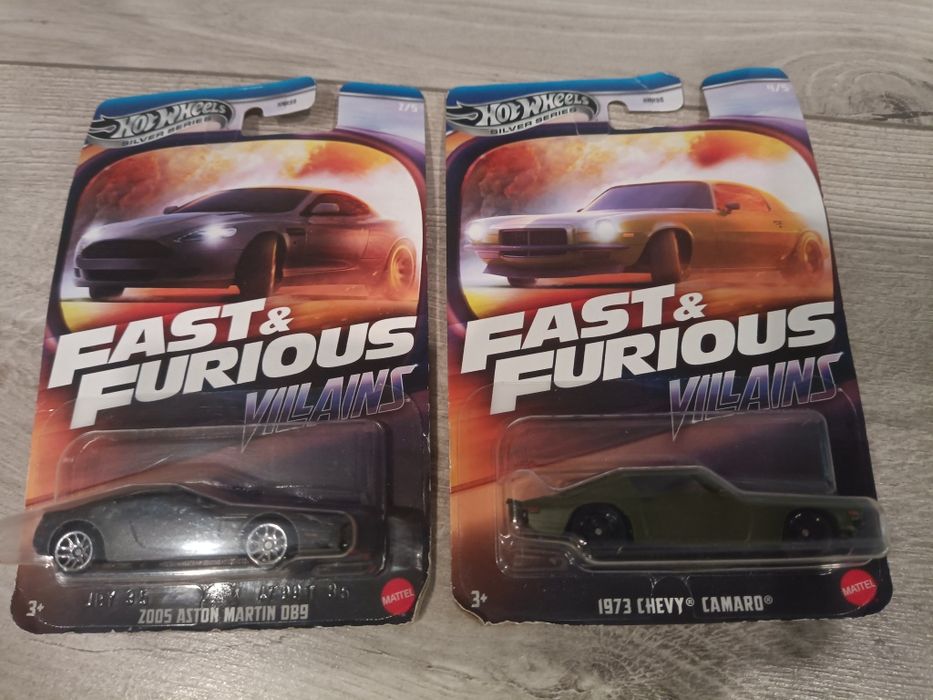 HOT WHEELS
SILVER SERIES
2/5
FAST &
FURIOUS
VILLAINS
3+
2005 ASTON MARTIN DB9
MATTEL
HOT WHEELS
SILVER SERIES
4/5
FAST &
FURIOUS
VILLAINS
3+
1973 CHEVY® CAMARO®
MATTEL